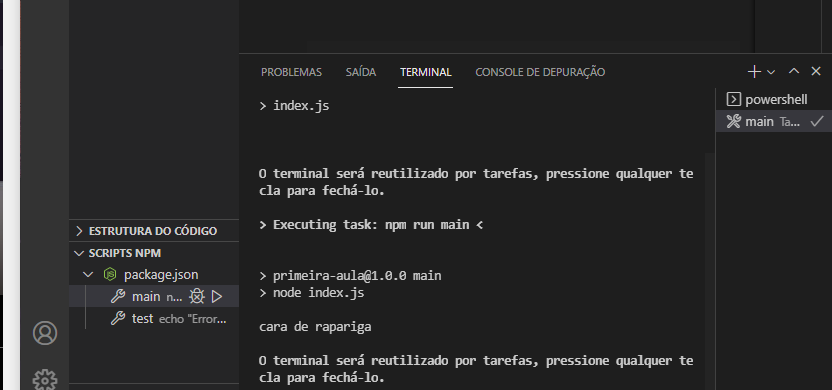 PROBLEMAS SAÍDA TERMINAL CONSOLE DE DEPURAÇÃO
> index.js
O terminal será reutilizado por tarefas, pressione qualquer te
cla para fechá-lo.
> Executing task: npm run main <
> primeira-aula@1.0.0 main
> node index.js
cara de rapariga
O terminal será reutilizado por tarefas, pressione qualquer te
cla para fechá-lo.
powershell
main Ta...
ESTRUTURA DO CÓDIGO
SCRIPTS NPM
package.json
main n...
test echo "Error...